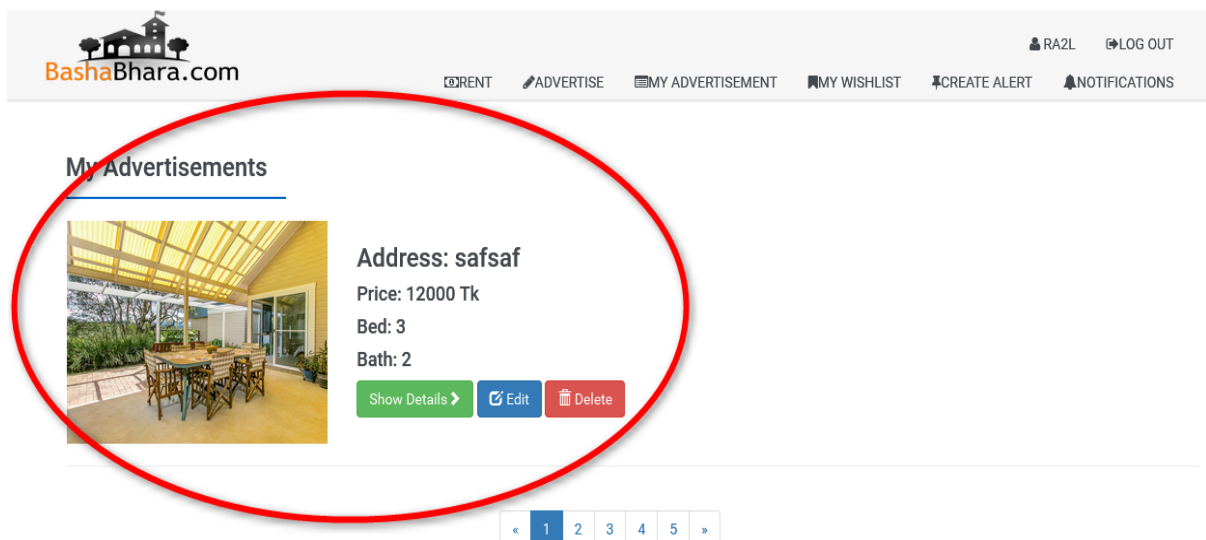 BashaBhara.com
RA2L LOG OUT
RENT ADVERTISE MY ADVERTISEMENT MY WISHLIST CREATE ALERT NOTIFICATIONS
My Advertisements
Address: safsaf
Price: 12000 Tk
Bed: 3
Bath: 2
Show Details Edit Delete
« 1 2 3 4 5 »